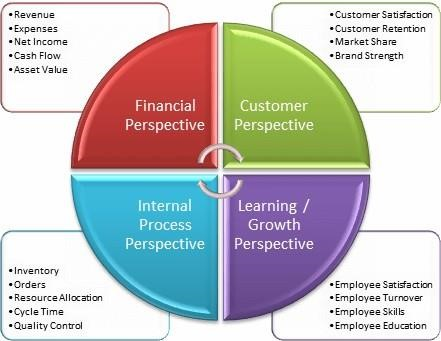 •Revenue
•Expenses
•Net Income
•Cash Flow
•Asset Value
•Customer Satisfaction
•Customer Retention
•Market Share
•Brand Strength
Financial
Perspective
Customer
Perspective
Internal
Process
Perspective
Learning /
Growth
Perspective
•Inventory
•Orders
•Resource Allocation
•Cycle Time
•Quality Control
•Employee Satisfaction
•Employee Turnover
•Employee Skills
•Employee Education